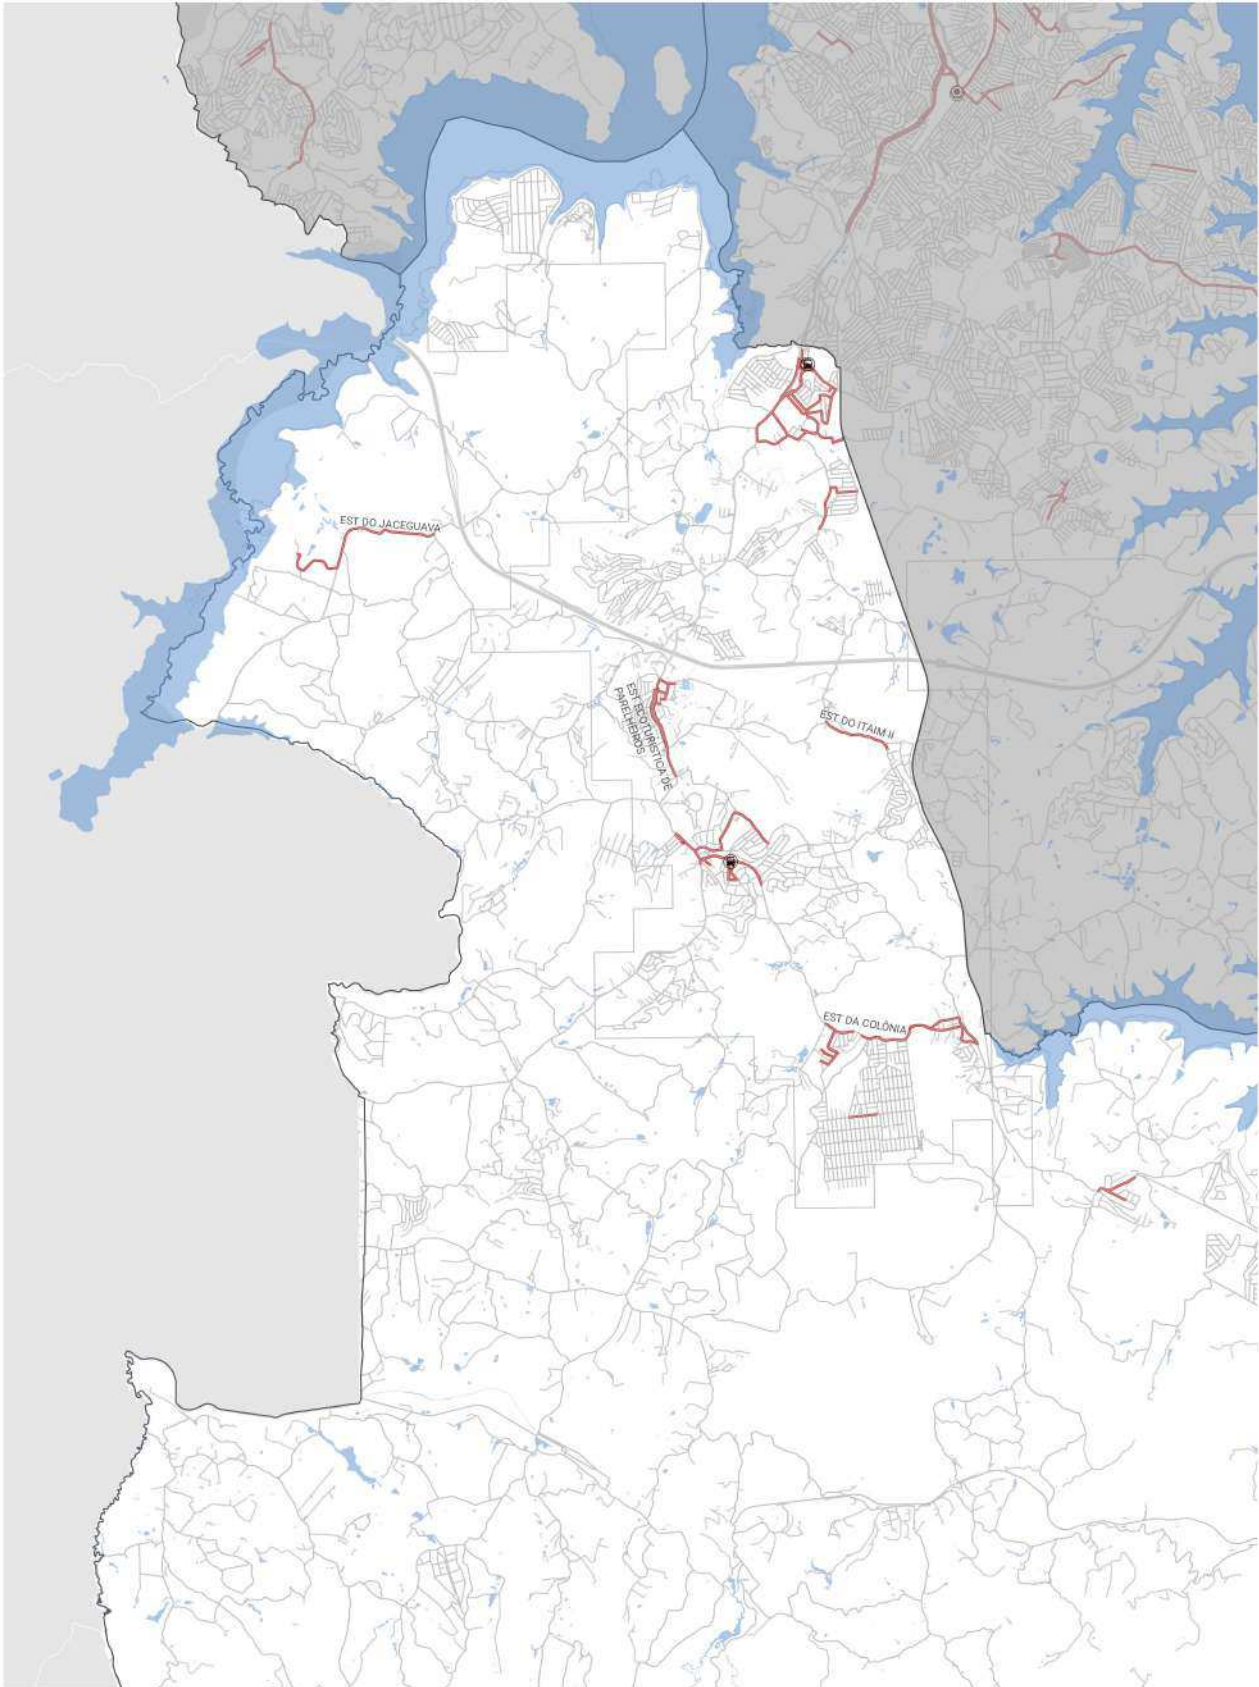 EST DO JACEGUAVA
EST ECOTURISTICA DE
PARELHEIROS
EST DO ITAIM II
EST DA COLÔNIA